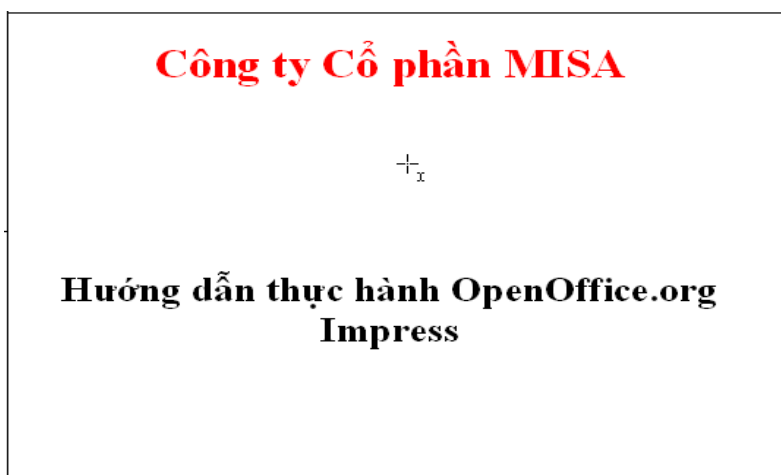 Công ty Cổ phần MISA
Hướng dẫn thực hành OpenOffice.org
Impress